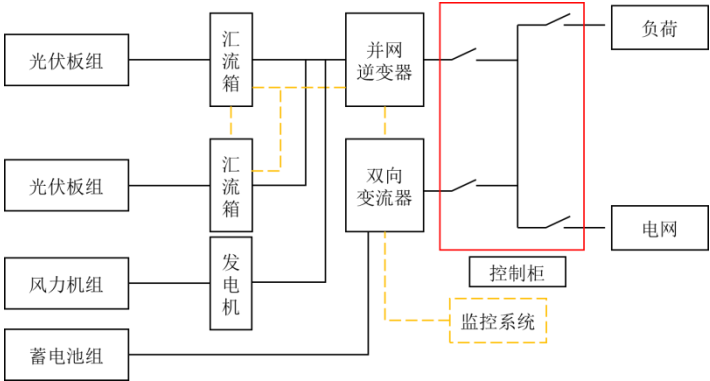 光伏板组
汇
流
箱
并网
逆变器
负荷
光伏板组
汇
流
箱
双向
变流器
电网
风力机组
发
电
机
控制柜
监控系统
蓄电池组